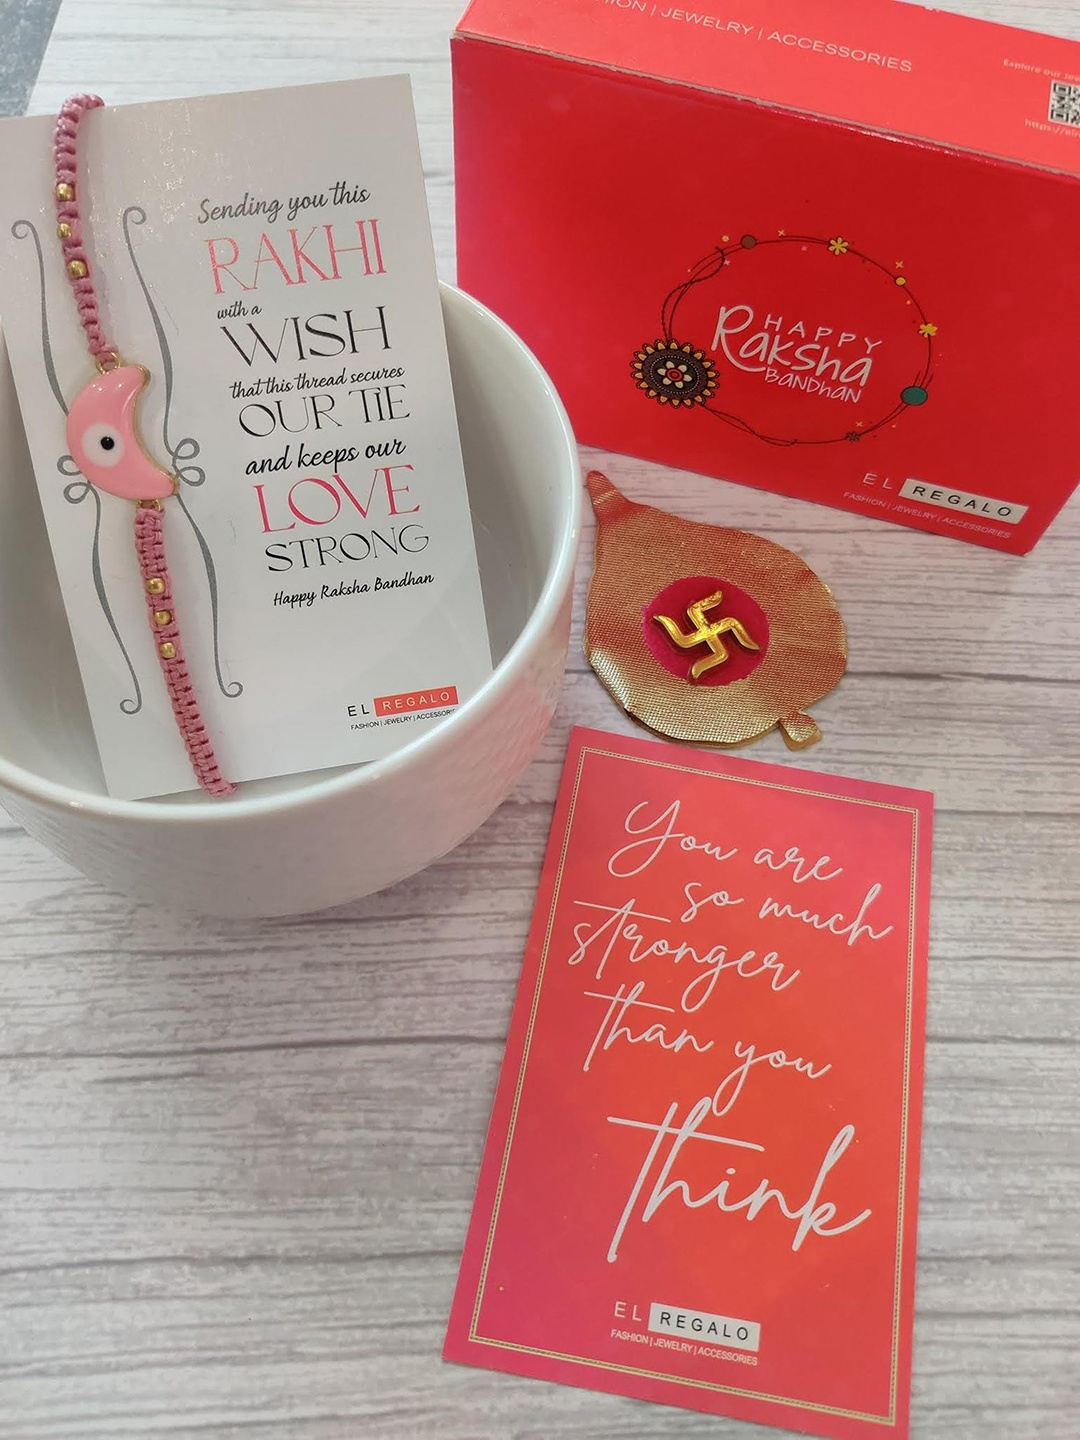 Sending you this
RAKHI
with a
WISH
that this thread secures
OUR TIE
and keeps our
LOVE
STRONG
Happy Raksha Bandhan
EL REGALO
FASHION | JEWELRY | ACCESSORIES
| JEWELRY | ACCESSORIES
Explore our
HAPPY
Raksha
BANDHAN
EL REGALO
FASHION | JEWELRY | ACCESSORIES
You are
so much
stronger
than you
think
EL REGALO
FASHION | JEWELRY | ACCESSORIES